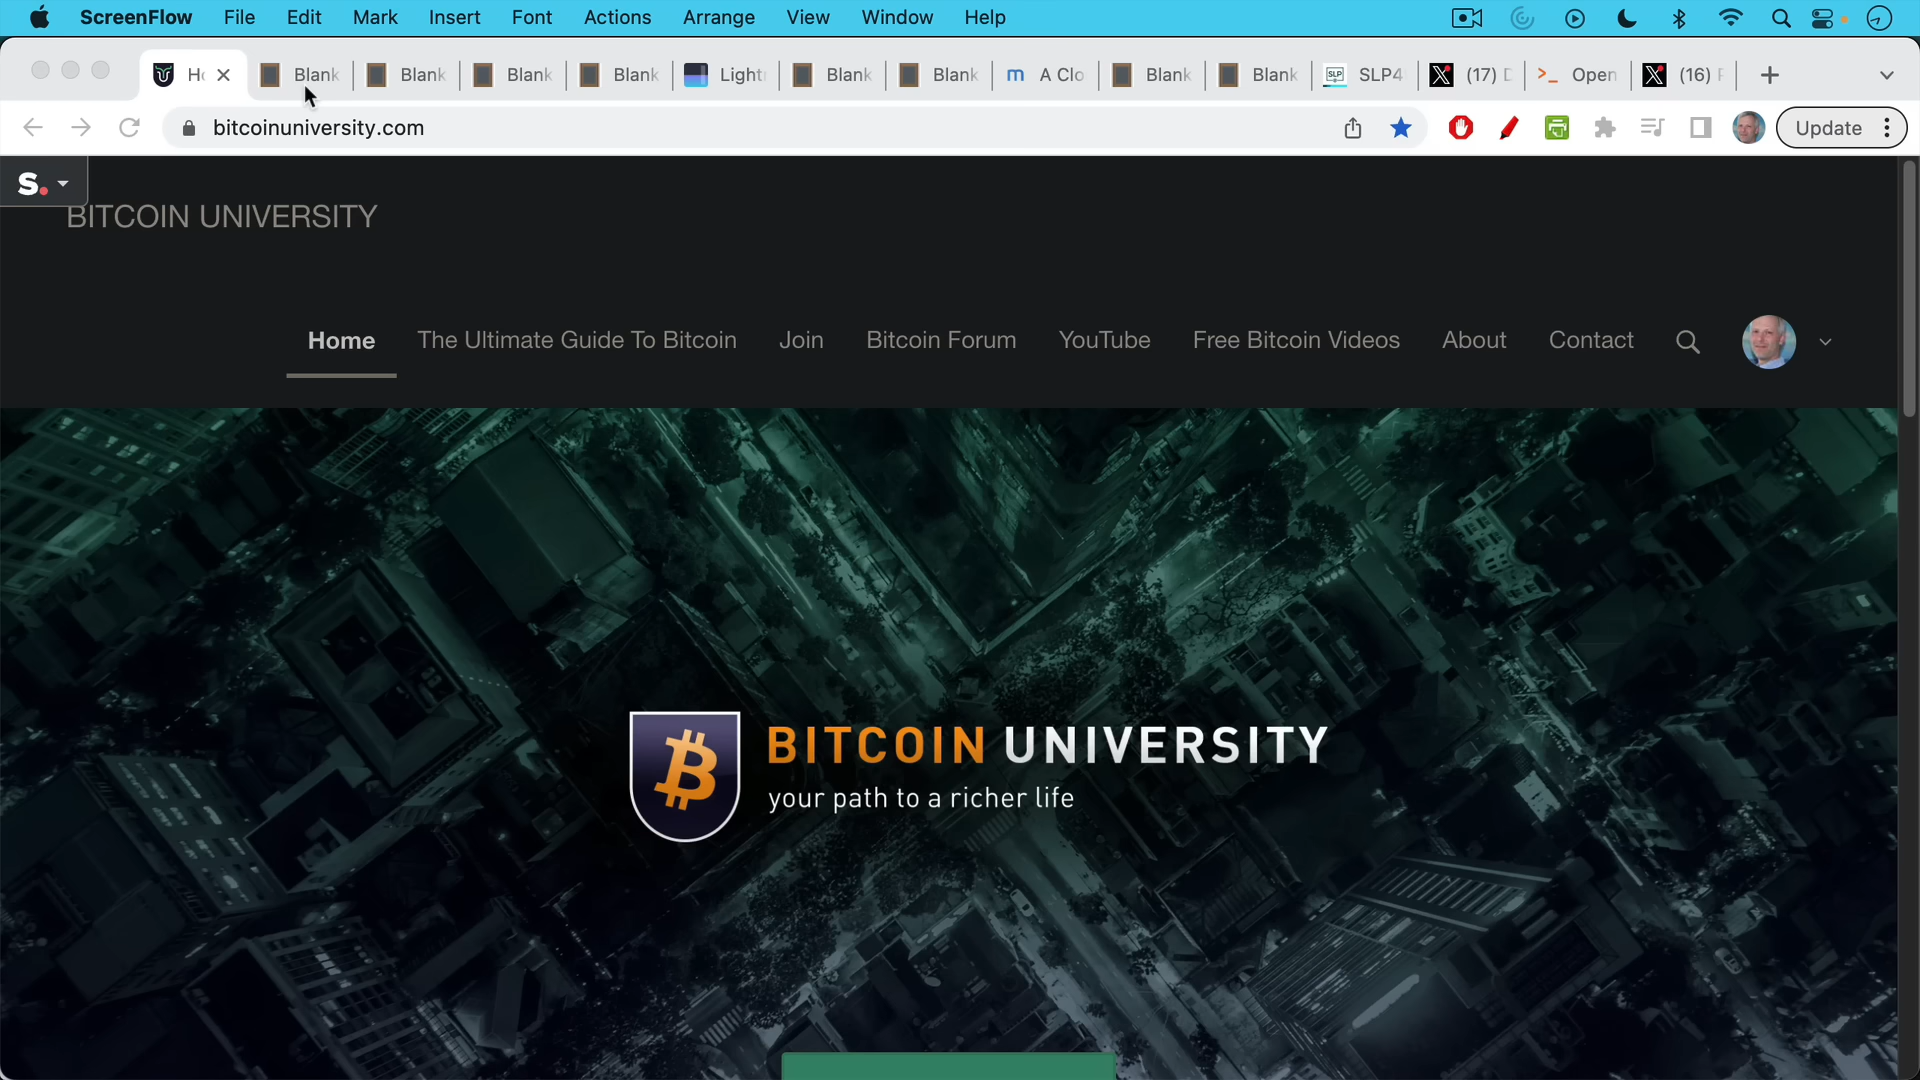 ScreenFlow File Edit Mark Insert Font Actions Arrange View Window Help
Blank Blank Blank Blank Light Blank Blank m A Clo Blank Blank SLP SLP4 (17) Open (16)
bitcoinuniversity.com Update
S.
BITCOIN UNIVERSITY
Home The Ultimate Guide To Bitcoin Join Bitcoin Forum YouTube Free Bitcoin Videos About Contact
BITCOIN UNIVERSITY
your path to a richer life